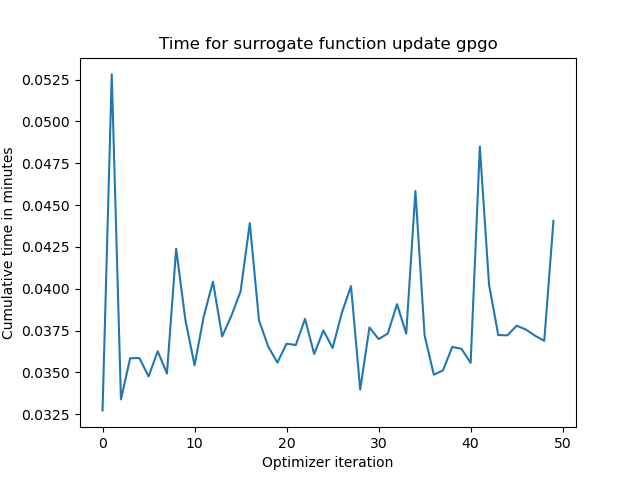 Time for surrogate function update gpgo
Cumulative time in minutes
0.0525
0.0500
0.0475
0.0450
0.0425
0.0400
0.0375
0.0350
0.0325
0 10 20 30 40 50
Optimizer iteration